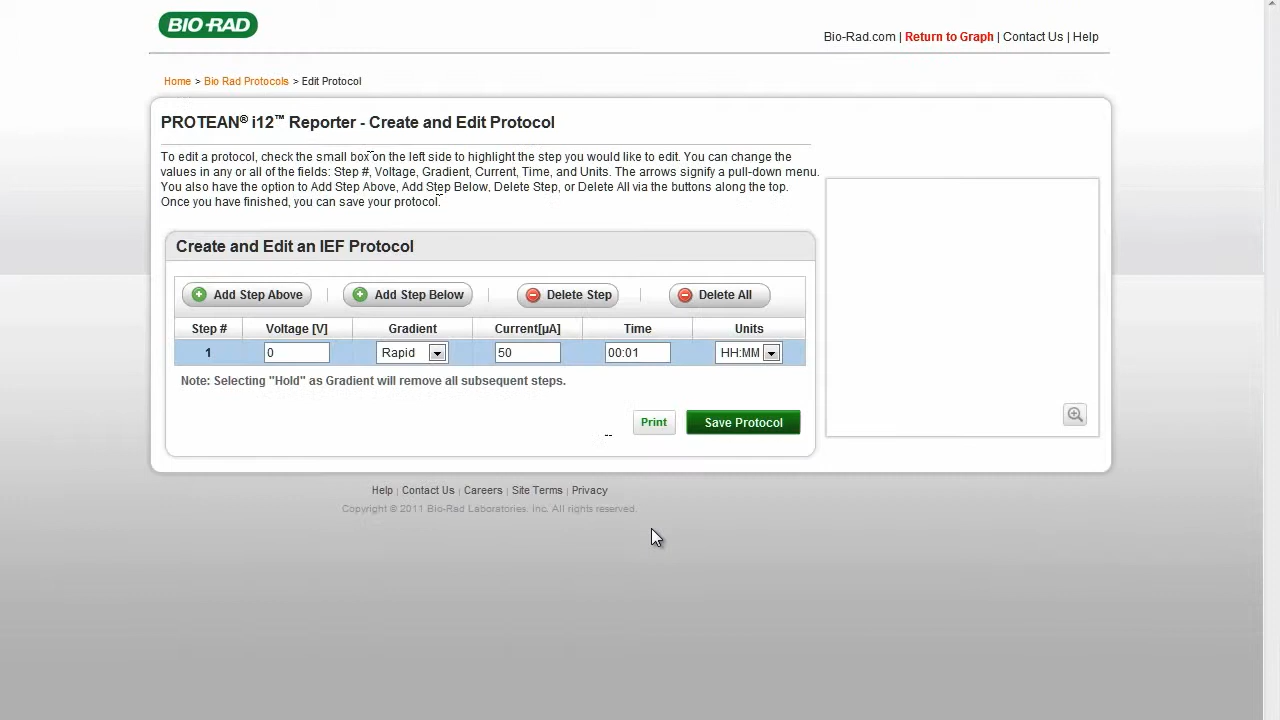 BIO-RAD
Bio-Rad.com | Return to Graph | Contact Us | Help
Home > Bio Rad Protocols > Edit Protocol
PROTEAN® i12™ Reporter - Create and Edit Protocol
To edit a protocol, check the small box on the left side to highlight the step you would like to edit. You can change the
values in any or all of the fields: Step #, Voltage, Gradient, Current, Time, and Units. The arrows signify a pull-down menu.
You also have the option to Add Step Above, Add Step Below, Delete Step, or Delete All via the buttons along the top.
Once you have finished, you can save your protocol.
Create and Edit an IEF Protocol
Add Step Above | Add Step Below | Delete Step | Delete All
Step # Voltage [V] Gradient Current[µA] Time Units
1 0 Rapid 50 00:01 HH:MM
Note: Selecting "Hold" as Gradient will remove all subsequent steps.
-- Print Save Protocol
Help | Contact Us | Careers | Site Terms | Privacy
Copyright © 2011 Bio-Rad Laboratories. Inc. All rights reserved.